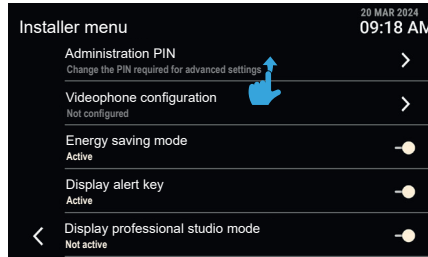 20 MAR 2024
Installer menu
09:18 AM
Administration PIN
Change the PIN required for advanced settings
Videophone configuration
Not configured
Energy saving mode
Active
Display alert key
Active
Display professional studio mode
Not active